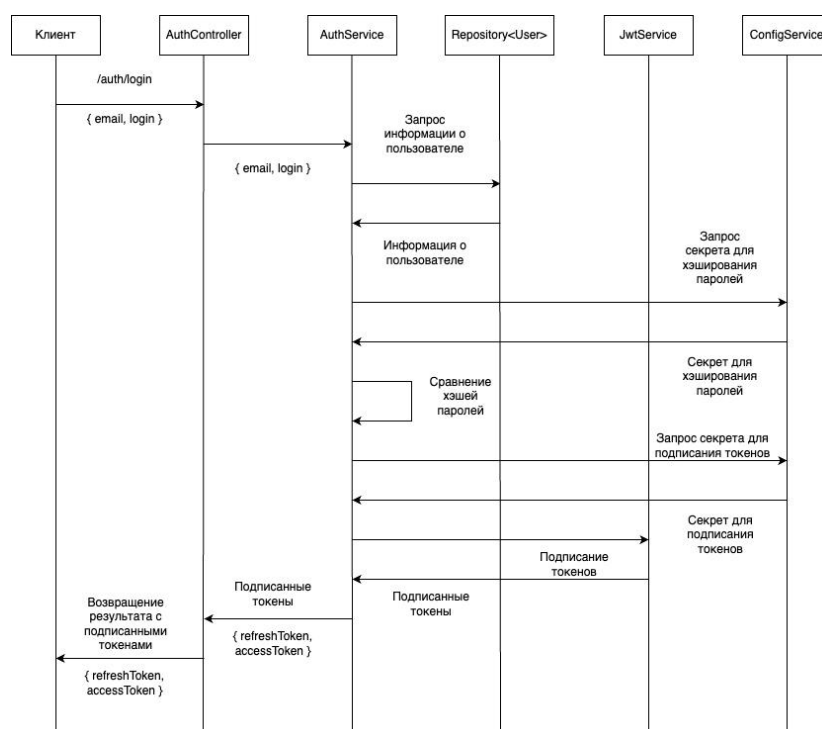 Клиент
AuthController
AuthService
Repository<User>
JwtService
ConfigService
/auth/login
{ email, login }
{ email, login }
Запрос
информации о
пользователе
Информация о
пользователе
Запрос
секрета для
хэширования
паролей
Секрет для
хэширования
паролей
Сравнение
хэшей
паролей
Запрос секрета для
подписания токенов
Секрет для
подписания
токенов
Подписание
токенов
Подписанные
токены
Подписанные
токены
{ refreshToken,
accessToken }
Возвращение
результата с
подписанными
токенами
{ refreshToken,
accessToken }